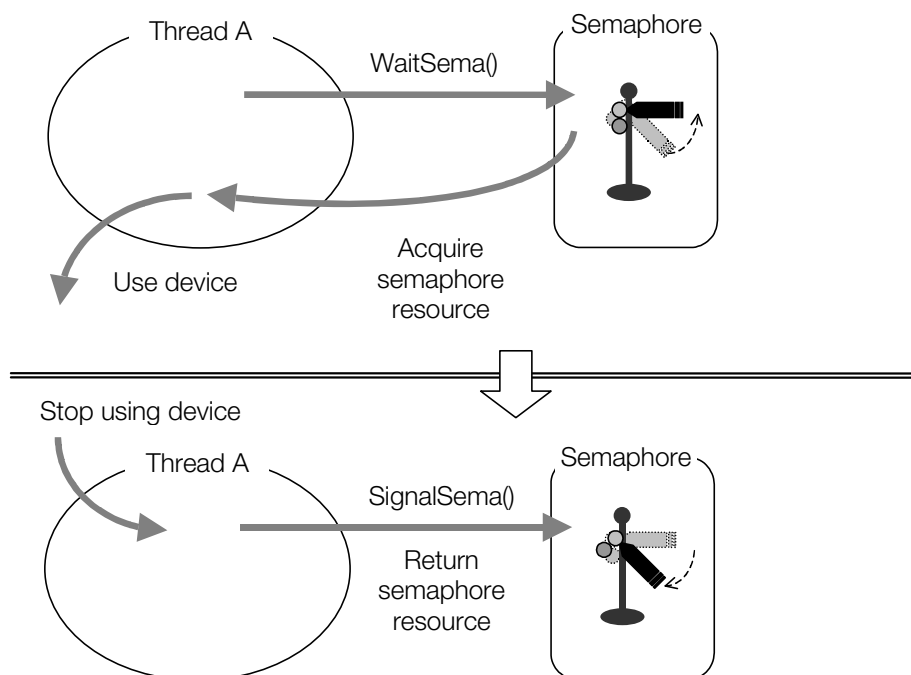 Thread A
Semaphore
WaitSema()
Acquire
semaphore
resource
Use device
Stop using device
Thread A
Semaphore
SignalSema()
Return
semaphore
resource